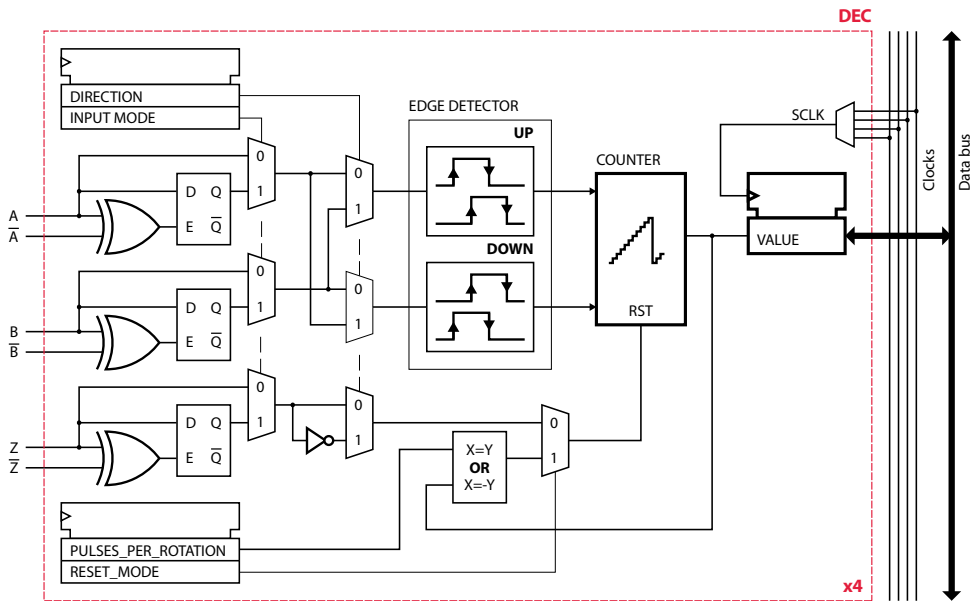 DEC
DIRECTION
INPUT MODE
EDGE DETECTOR
UP
DOWN
COUNTER
RST
SCLK
VALUE
Clocks
Data bus
0
1
D Q
E Q̅
A
A̅
0
1
0
1
D Q
E Q̅
B
B̅
0
1
0
1
D Q
E Q̅
Z
Z̅
0
1
0
1
X=Y
OR
X=-Y
PULSES_PER_ROTATION
RESET_MODE
x4